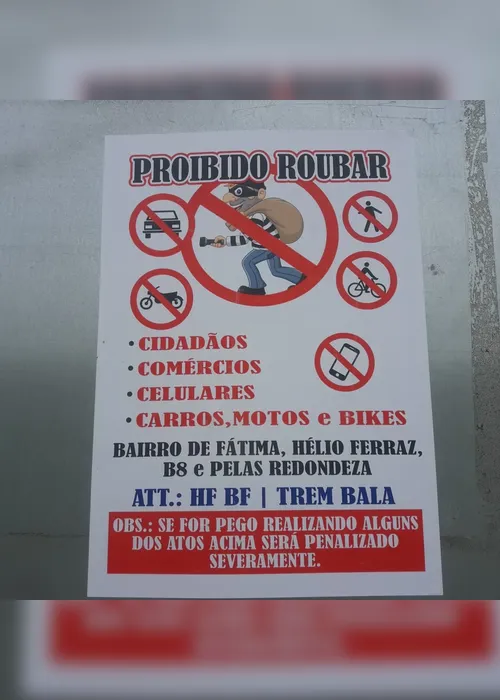 PROIBIDO ROUBAR
• CIDADÃOS
• COMÉRCIOS
• CELULARES
• CARROS,MOTOS e BIKES
BAIRRO DE FÁTIMA, HÉLIO FERRAZ,
B8 e PELAS REDONDEZA
ATT.: HF BF | TREM BALA
OBS.: SE FOR PEGO REALIZANDO ALGUNS
DOS ATOS ACIMA SERÁ PENALIZADO
SEVERAMENTE.